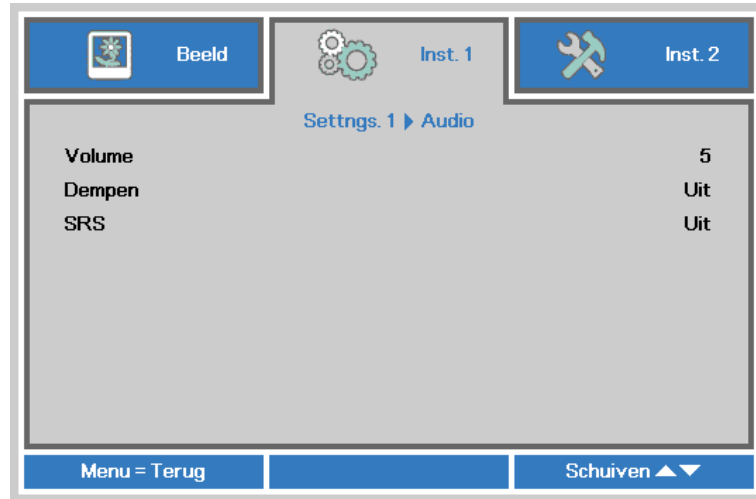 Beeld
Inst. 1
Inst. 2
Settngs. 1 ▶ Audio
Volume 5
Dempen Uit
SRS Uit
Menu = Terug
Schuiven ▲▼